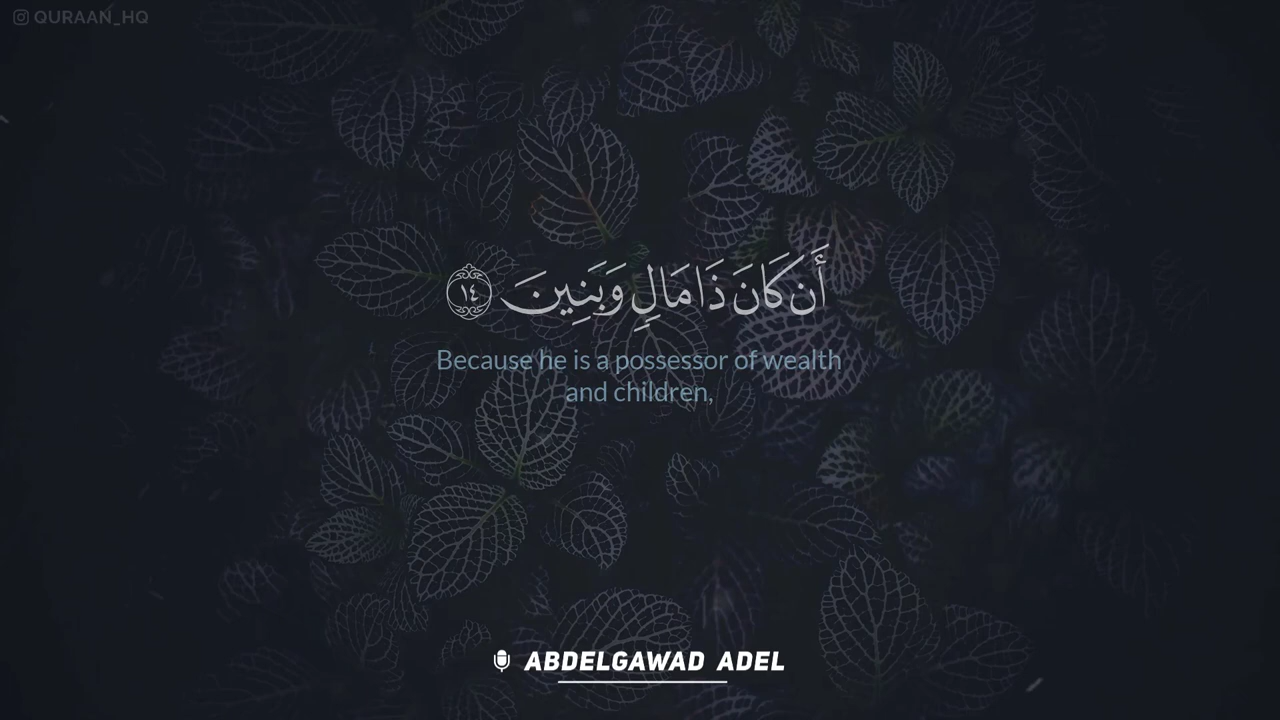 QURAAN_HQ
أَن كَانَ ذَا مَالٍ وَبَنِينَ ١٤
Because he is a possessor of wealth
and children,
ABDELGAWAD ADEL